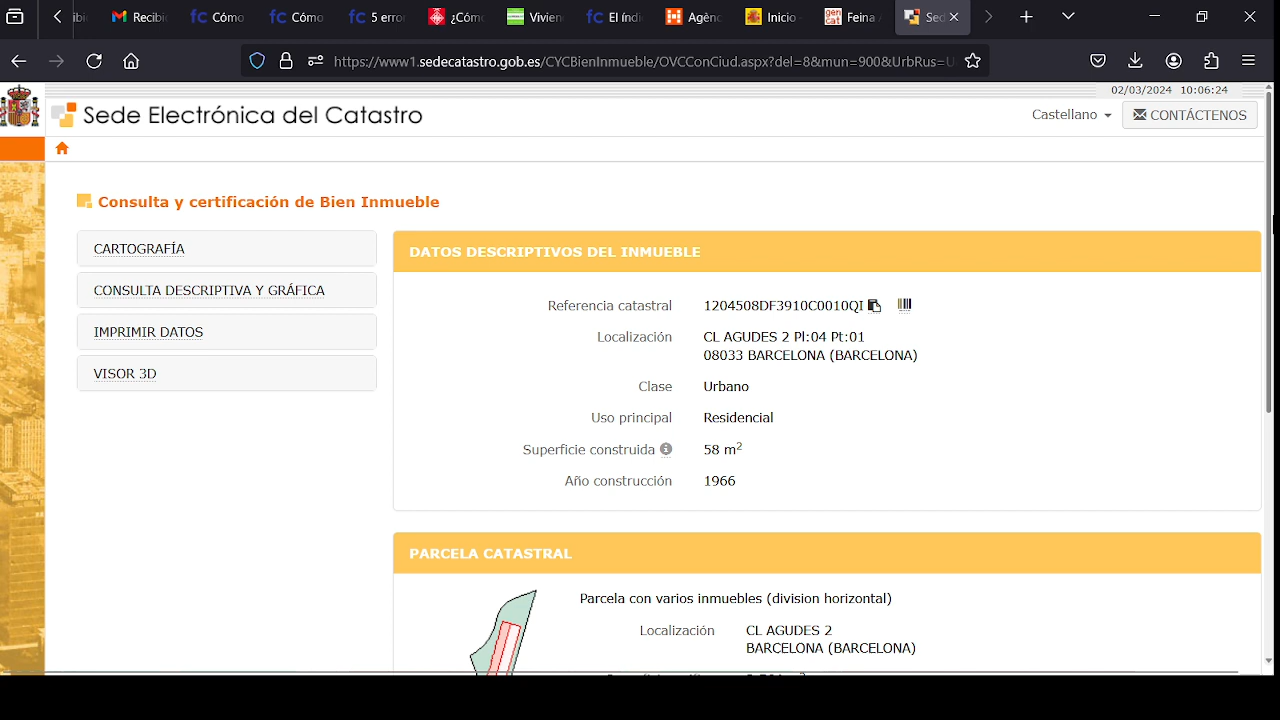 Recibi
Cómo
Cómo
5 erro
¿Cóm
Vivien
El índi
Agèn
Inicio
Feina
Sed
https://www1.sedecatastro.gob.es/CYCBienInmueble/OVCConCiud.aspx?del=8&mun=900&UrbRus=U
02/03/2024 10:06:24
Sede Electrónica del Catastro
Castellano
CONTÁCTENOS
Consulta y certificación de Bien Inmueble
CARTOGRAFÍA
CONSULTA DESCRIPTIVA Y GRÁFICA
IMPRIMIR DATOS
VISOR 3D
DATOS DESCRIPTIVOS DEL INMUEBLE
Referencia catastral 1204508DF3910C0010QI
Localización CL AGUDES 2 Pl:04 Pt:01
08033 BARCELONA (BARCELONA)
Clase Urbano
Uso principal Residencial
Superficie construida 58 m²
Año construcción 1966
PARCELA CATASTRAL
Parcela con varios inmuebles (division horizontal)
Localización CL AGUDES 2
BARCELONA (BARCELONA)